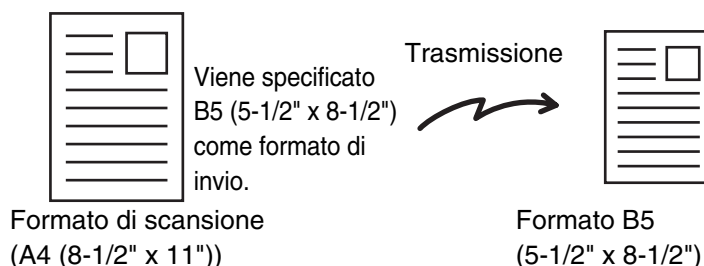 Viene specificato
B5 (5-1/2" x 8-1/2")
come formato di
invio.
Trasmissione
Formato di scansione
(A4 (8-1/2" x 11"))
Formato B5
(5-1/2" x 8-1/2")